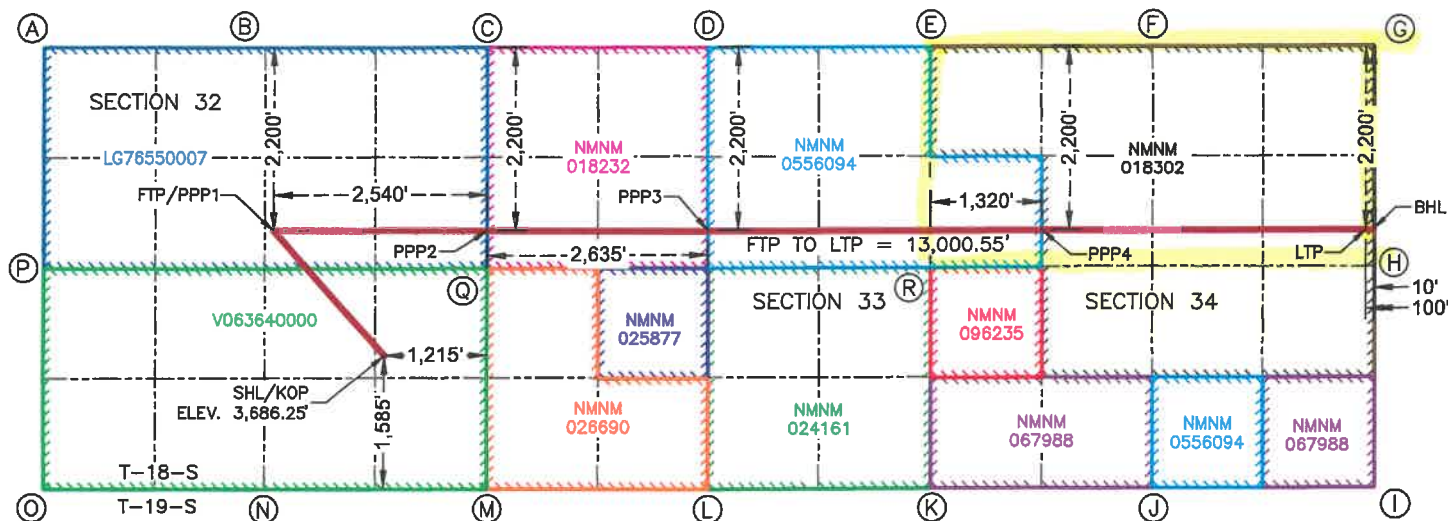 A
B
C
D
E
F
G
SECTION 32
LG76550007
2,200'
2,200'
NMNM
018232
2,200'
NMNM
0556094
2,200'
NMNM
018302
2,200'
FTP/PPP1
2,540'
PPP3
1,320'
BHL
PPP2
2,635'
FTP TO LTP = 13,000.55'
PPP4
LTP
P
Q
R
H
V063640000
NMNM
025877
SECTION 33
NMNM
096235
SECTION 34
10'
100'
1,215'
SHL/KOP
ELEV. 3,686.25'
1,585'
NMNM
026690
NMNM
024161
NMNM
067988
NMNM
0556094
NMNM
067988
T-18-S
T-19-S
O
N
M
L
K
J
I